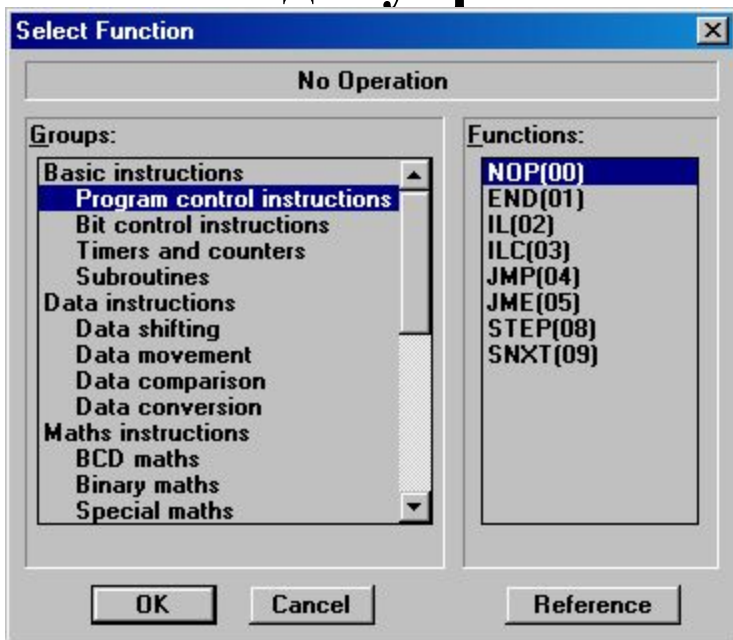 Select Function
No Operation
Groups:
Basic instructions
Program control instructions
Bit control instructions
Timers and counters
Subroutines
Data instructions
Data shifting
Data movement
Data comparison
Data conversion
Maths instructions
BCD maths
Binary maths
Special maths
Functions:
NOP(00)
END(01)
IL(02)
ILC(03)
JMP(04)
JME(05)
STEP(08)
SNXT(09)
OK
Cancel
Reference